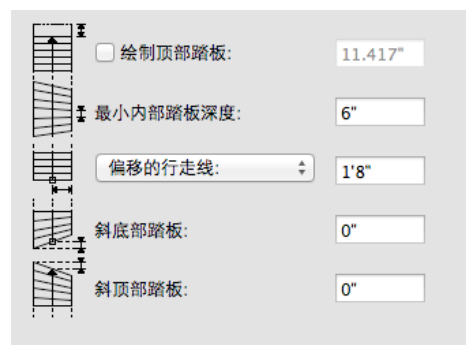 绘制顶部踏板: 11.417"
最小内部踏板深度: 6"
偏移的行走线: 1'8"
斜底部踏板: 0"
斜顶部踏板: 0"